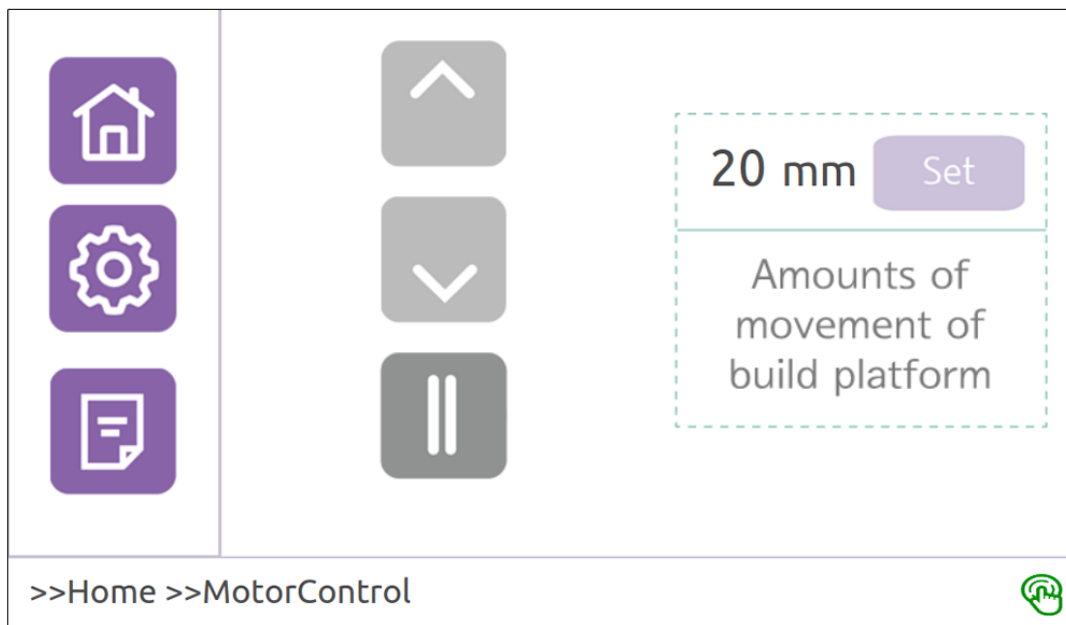 20 mm Set
Amounts of
movement of
build platform
>>Home >>MotorControl